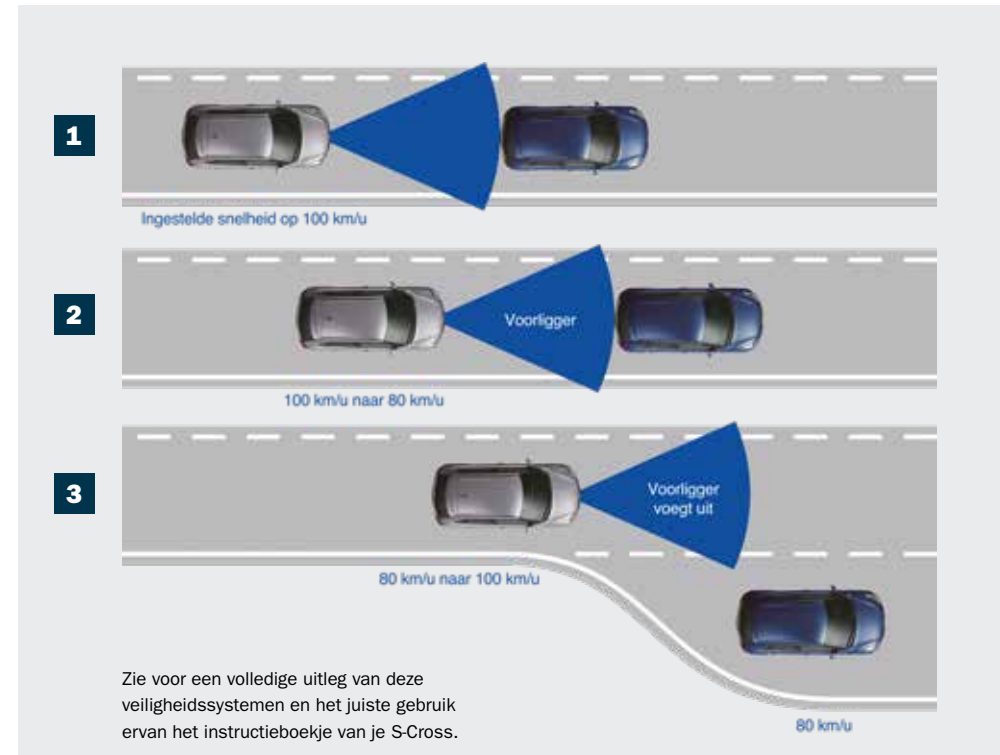 1
Ingestelde snelheid op 100 km/u
2
Voorligger
100 km/u naar 80 km/u
3
Voorligger
voegt uit
80 km/u naar 100 km/u
Zie voor een volledige uitleg van deze
veiligheidssystemen en het juiste gebruik
ervan het instructieboekje van je S-Cross.
80 km/u